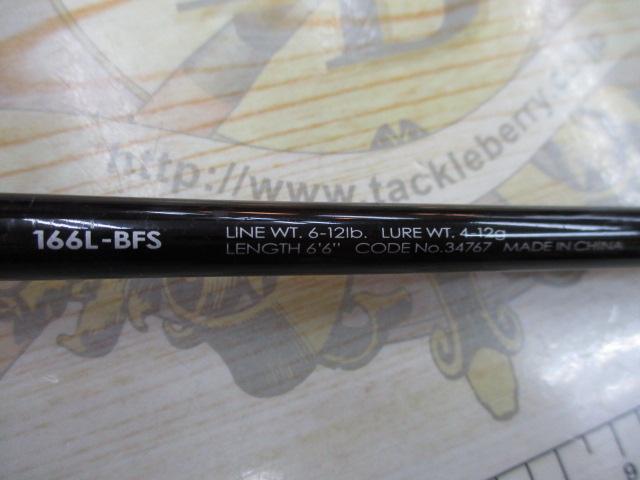 http://www.tackleberry.co
166L-BFS
LINE WT. 6-12lb. LURE WT. 4-12g
LENGTH 6'6" CODE No.34767 MADE IN CHINA